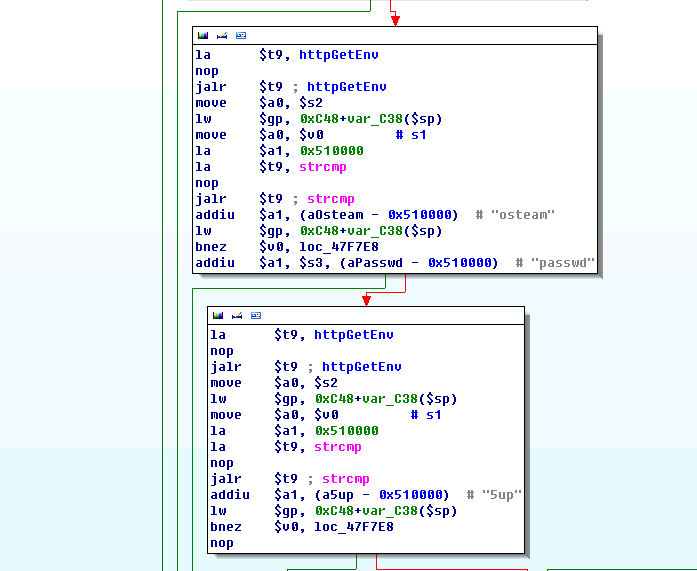 la $t9, httpGetEnv
nop
jalr $t9 ; httpGetEnv
move $a0, $s2
lw $gp, 0xC48+var_C38($sp)
move $a0, $v0 # s1
la $a1, 0x510000
la $t9, strcmp
nop
jalr $t9 ; strcmp
addiu $a1, (aOsteam - 0x510000) # "osteam"
lw $gp, 0xC48+var_C38($sp)
bnez $v0, loc_47F7E8
addiu $a1, $s3, (aPasswd - 0x510000) # "passwd"
la $t9, httpGetEnv
nop
jalr $t9 ; httpGetEnv
move $a0, $s2
lw $gp, 0xC48+var_C38($sp)
move $a0, $v0 # s1
la $a1, 0x510000
la $t9, strcmp
nop
jalr $t9 ; strcmp
addiu $a1, (a5up - 0x510000) # "5up"
lw $gp, 0xC48+var_C38($sp)
bnez $v0, loc_47F7E8
nop